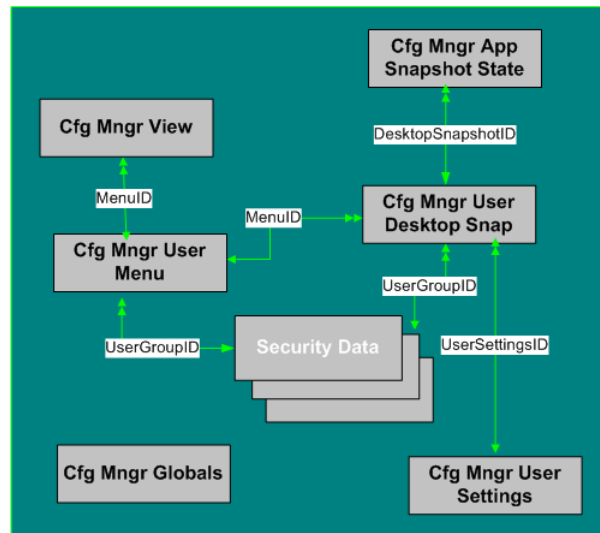 Cfg Mngr App
Snapshot State
Cfg Mngr View
DesktopSnapshotID
MenuID
Cfg Mngr User
Desktop Snap
MenuID
Cfg Mngr User
Menu
UserGroupID
UserGroupID
Security Data
UserSettingsID
Cfg Mngr Globals
Cfg Mngr User
Settings